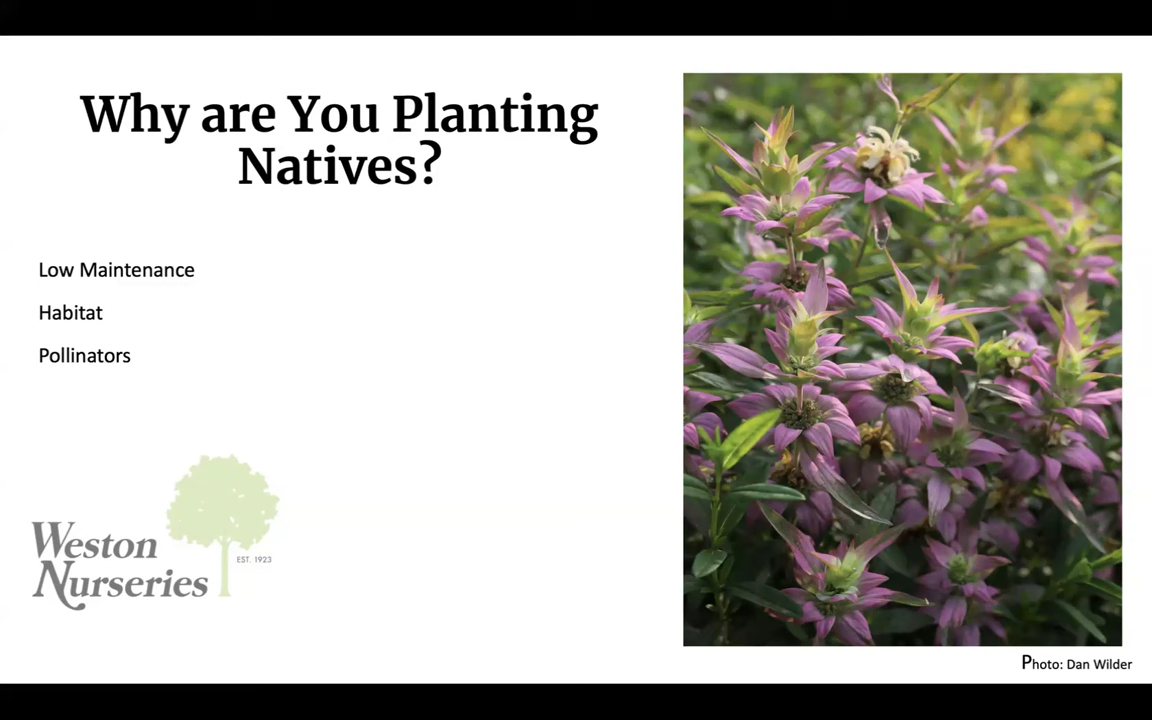 Why are You Planting
Natives?
Low Maintenance
Habitat
Pollinators
Weston
Nurseries
EST. 1923
Photo: Dan Wilder